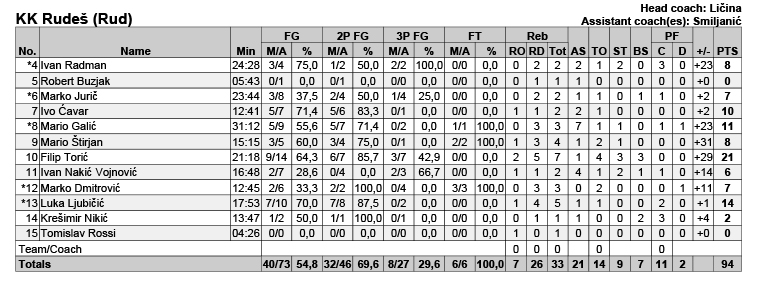 KK Rudeš (Rud)
Head coach: Ličina
Assistant coach(es): Smiljanić
FG 2P FG 3P FG FT Reb PF
No. Name Min M/A % M/A % M/A % M/A % RO RD Tot AS TO ST BS C D +/- PTS
*4 Ivan Radman 24:28 3/4 75,0 1/2 50,0 2/2 100,0 0/0 0,0 0 2 2 2 1 2 0 3 0 +23 8
5 Robert Buzjak 05:43 0/1 0,0 0/1 0,0 0/0 0,0 0/0 0,0 0 1 1 1 0 0 0 0 0 +0 0
*6 Marko Jurič 23:44 3/8 37,5 2/4 50,0 1/4 25,0 0/0 0,0 0 2 2 2 1 0 1 1 0 +2 7
7 Ivo Ćavar 12:41 5/7 71,4 5/6 83,3 0/1 0,0 0/0 0,0 1 1 2 2 1 0 0 0 0 +2 10
*8 Mario Galić 31:12 5/9 55,6 5/7 71,4 0/2 0,0 1/1 100,0 0 3 3 7 1 1 0 1 1 +23 11
9 Mario Štirjan 15:15 3/5 60,0 3/4 75,0 0/1 0,0 2/2 100,0 1 3 4 1 2 1 0 0 0 +31 8
10 Filip Torić 21:18 9/14 64,3 6/7 85,7 3/7 42,9 0/0 0,0 2 5 7 1 4 3 3 0 0 +29 21
11 Ivan Nakić Vojnović 16:48 2/7 28,6 0/4 0,0 2/3 66,7 0/0 0,0 1 1 2 4 1 2 1 1 0 +14 6
*12 Marko Dmitrović 12:45 2/6 33,3 2/2 100,0 0/4 0,0 3/3 100,0 0 3 3 0 2 0 0 0 1 +11 7
*13 Luka Ljubičić 17:53 7/10 70,0 7/8 87,5 0/2 0,0 0/0 0,0 1 4 5 1 1 0 0 2 0 +1 14
14 Krešimir Nikić 13:47 1/2 50,0 1/1 100,0 0/1 0,0 0/0 0,0 1 1 2 0 0 0 2 3 0 +4 2
15 Tomislav Rossi 04:26 0/0 0,0 0/0 0,0 0/0 0,0 0/0 0,0 0 0 0 0 0 0 0 0 0 +0 0
Team/Coach 0 0 0 0 0
Totals 40/73 54,8 32/46 69,6 8/27 29,6 6/6 100,0 7 26 33 21 14 9 7 11 2 94